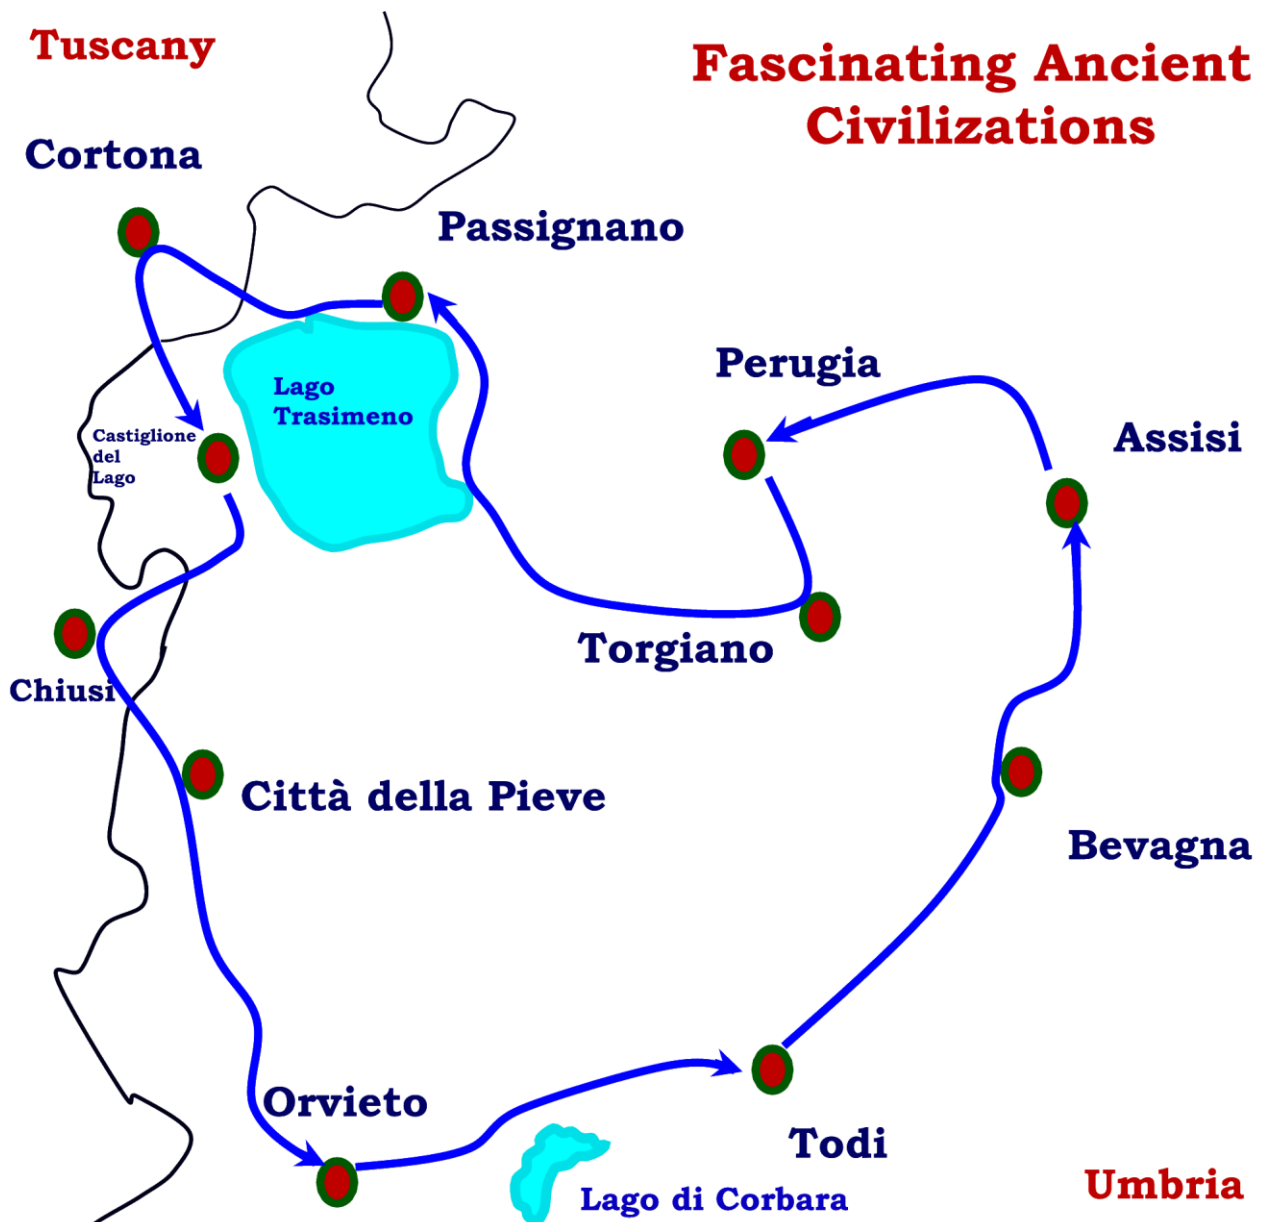 Tuscany
Fascinating Ancient
Civilizations
Cortona
Passignano
Perugia
Lago
Trasimeno
Assisi
Castiglione
del
Lago
Torgiano
Chiusi
Città della Pieve
Bevagna
Orvieto
Todi
Lago di Corbara
Umbria